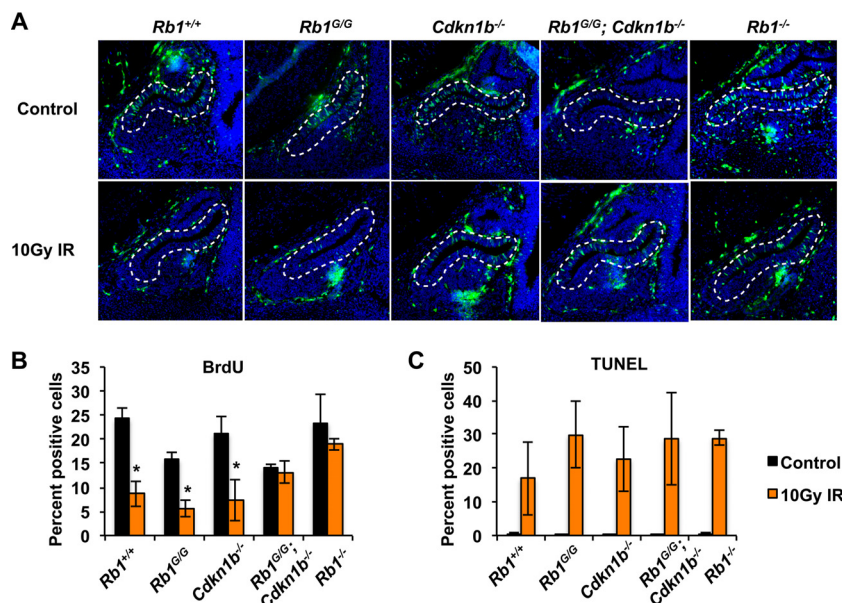 A
Rb1+/+ Rb1G/G Cdkn1b-/- Rb1G/G; Cdkn1b-/- Rb1-/-
Control
10Gy IR
B
BrdU
Percent positive cells
35
30
25
20
15
10
5
0
*
*
*
Rb1+/+
Rb1G/G
Cdkn1b-/-
Rb1G/G;
Cdkn1b-/-
Rb1-/-
C
TUNEL
Percent positive cells
50
40
30
20
10
0
Rb1+/+
Rb1G/G
Cdkn1b-/-
Rb1G/G;
Cdkn1b-/-
Rb1-/-
Control
10Gy IR